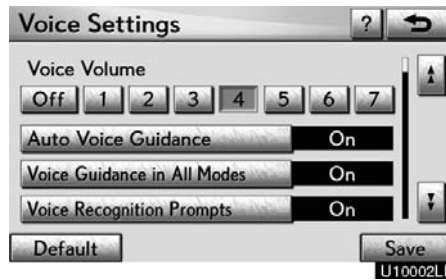 Voice Settings ?
Voice Volume
Off 1 2 3 4 5 6 7
Auto Voice Guidance On
Voice Guidance in All Modes On
Voice Recognition Prompts On
Default Save
U10002L